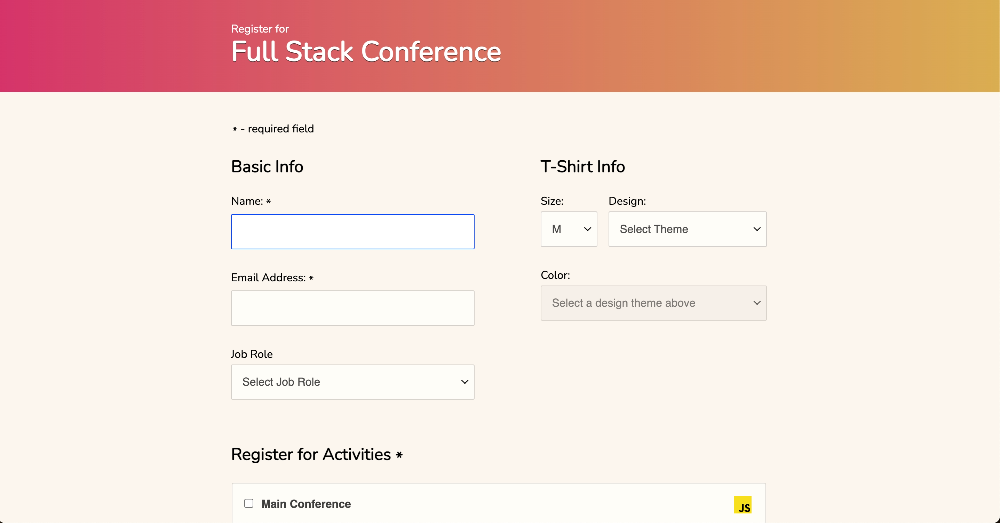 Register for
Full Stack Conference
* - required field
Basic Info
Name: *
Email Address: *
Job Role
Select Job Role
T-Shirt Info
Size:
Design:
M
Select Theme
Color:
Select a design theme above
Register for Activities *
Main Conference
JS